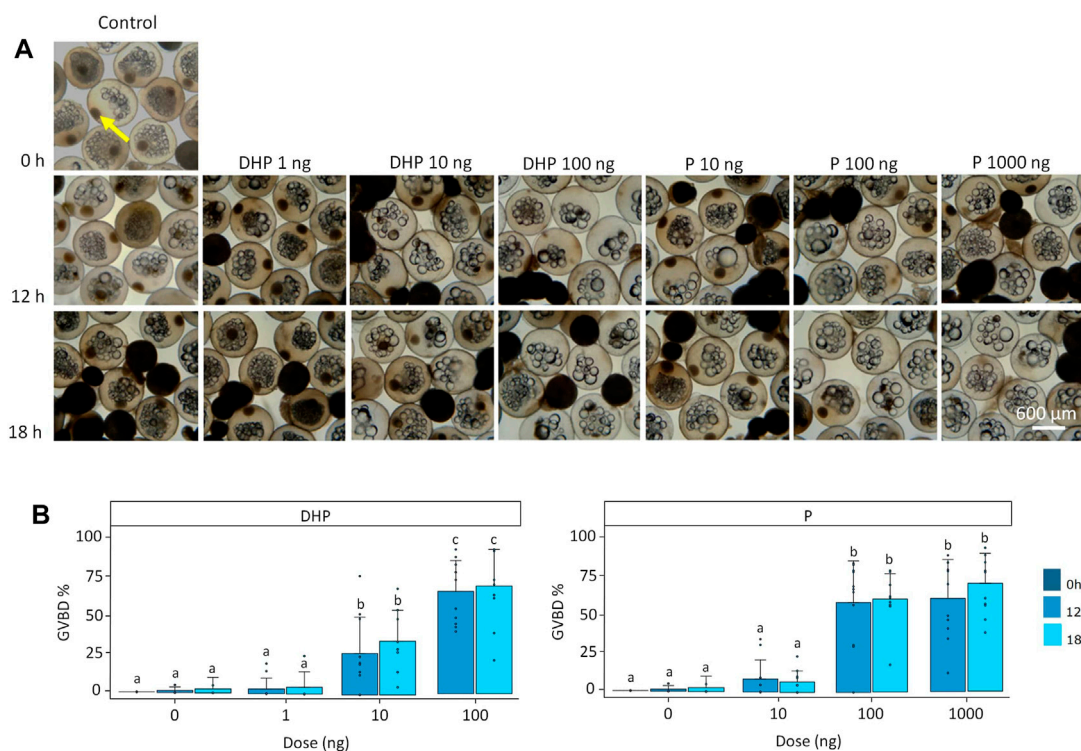 Control
A
0 h
DHP 1 ng DHP 10 ng DHP 100 ng P 10 ng P 100 ng P 1000 ng
12 h
18 h
600 µm
B
DHP
GVBD %
100
75
50
25
0
a a a a a b b c c
0 1 10 100
Dose (ng)
P
GVBD %
100
75
50
25
0
a a a a a b b b b
0 10 100 1000
Dose (ng)
0h
12
18